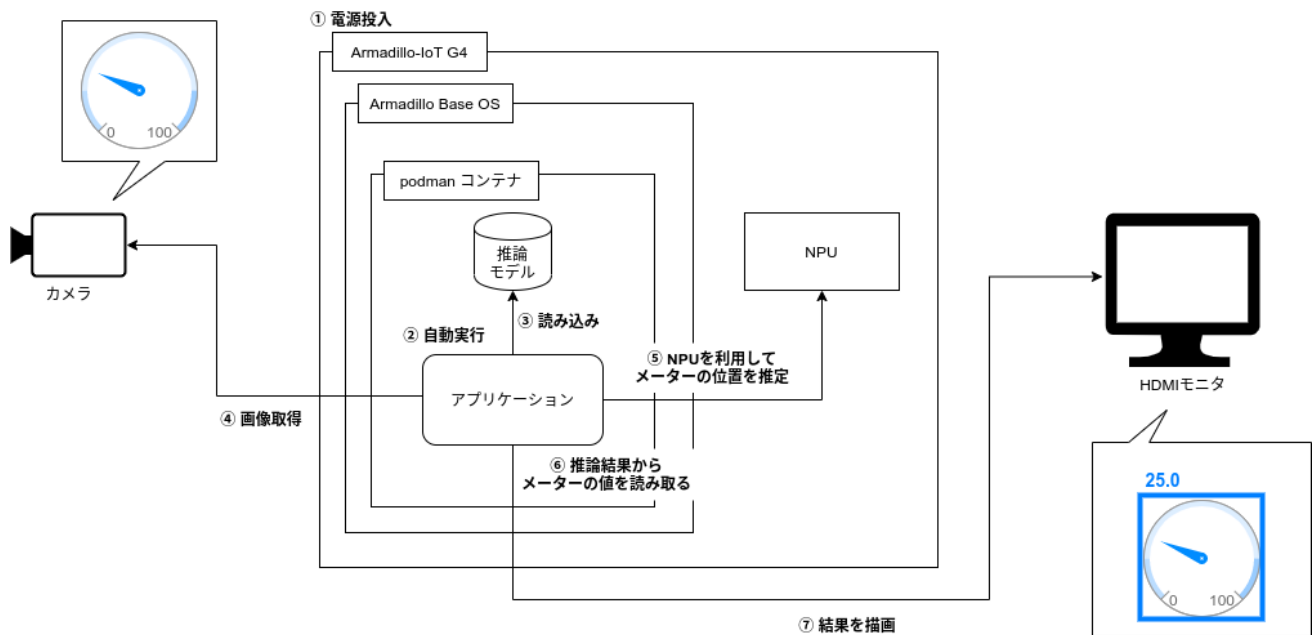 ① 電源投入
Armadillo-IoT G4
Armadillo Base OS
0 100
podman コンテナ
推論
モデル
NPU
カメラ
③ 読み込み
② 自動実行
⑤ NPUを利用して
メーターの位置を推定
HDMIモニタ
アプリケーション
④ 画像取得
⑥ 推論結果から
メーターの値を読み取る
25.0
0 100
⑦ 結果を描画